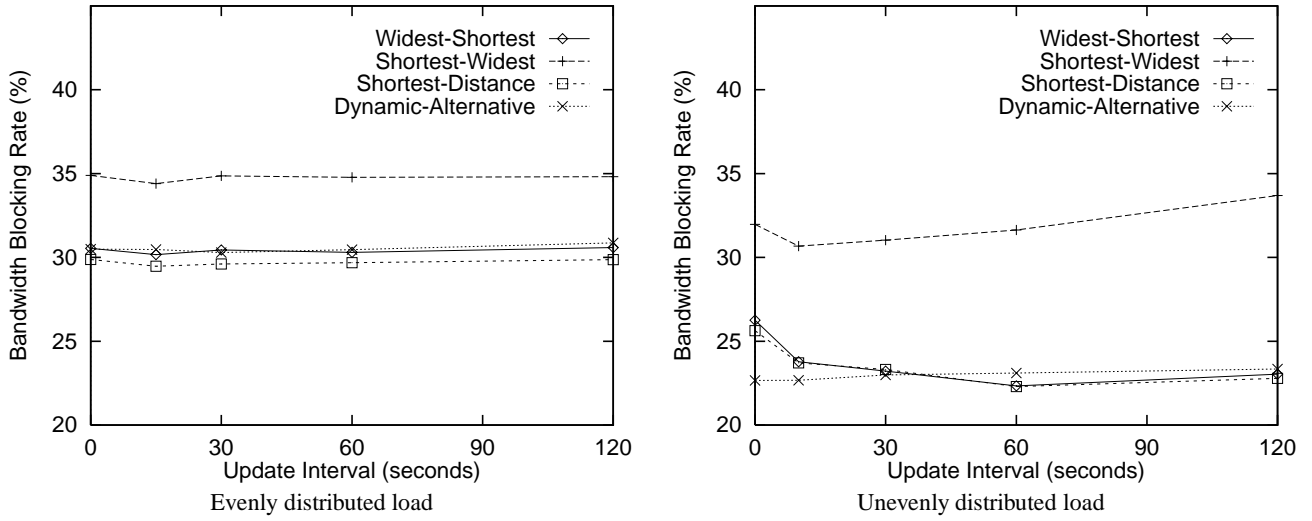 Bandwidth Blocking Rate (%)
40
35
30
25
20
Widest-Shortest
Shortest-Widest
Shortest-Distance
Dynamic-Alternative
0 30 60 90 120
Update Interval (seconds)
Evenly distributed load
Bandwidth Blocking Rate (%)
40
35
30
25
20
Widest-Shortest
Shortest-Widest
Shortest-Distance
Dynamic-Alternative
0 30 60 90 120
Update Interval (seconds)
Unevenly distributed load